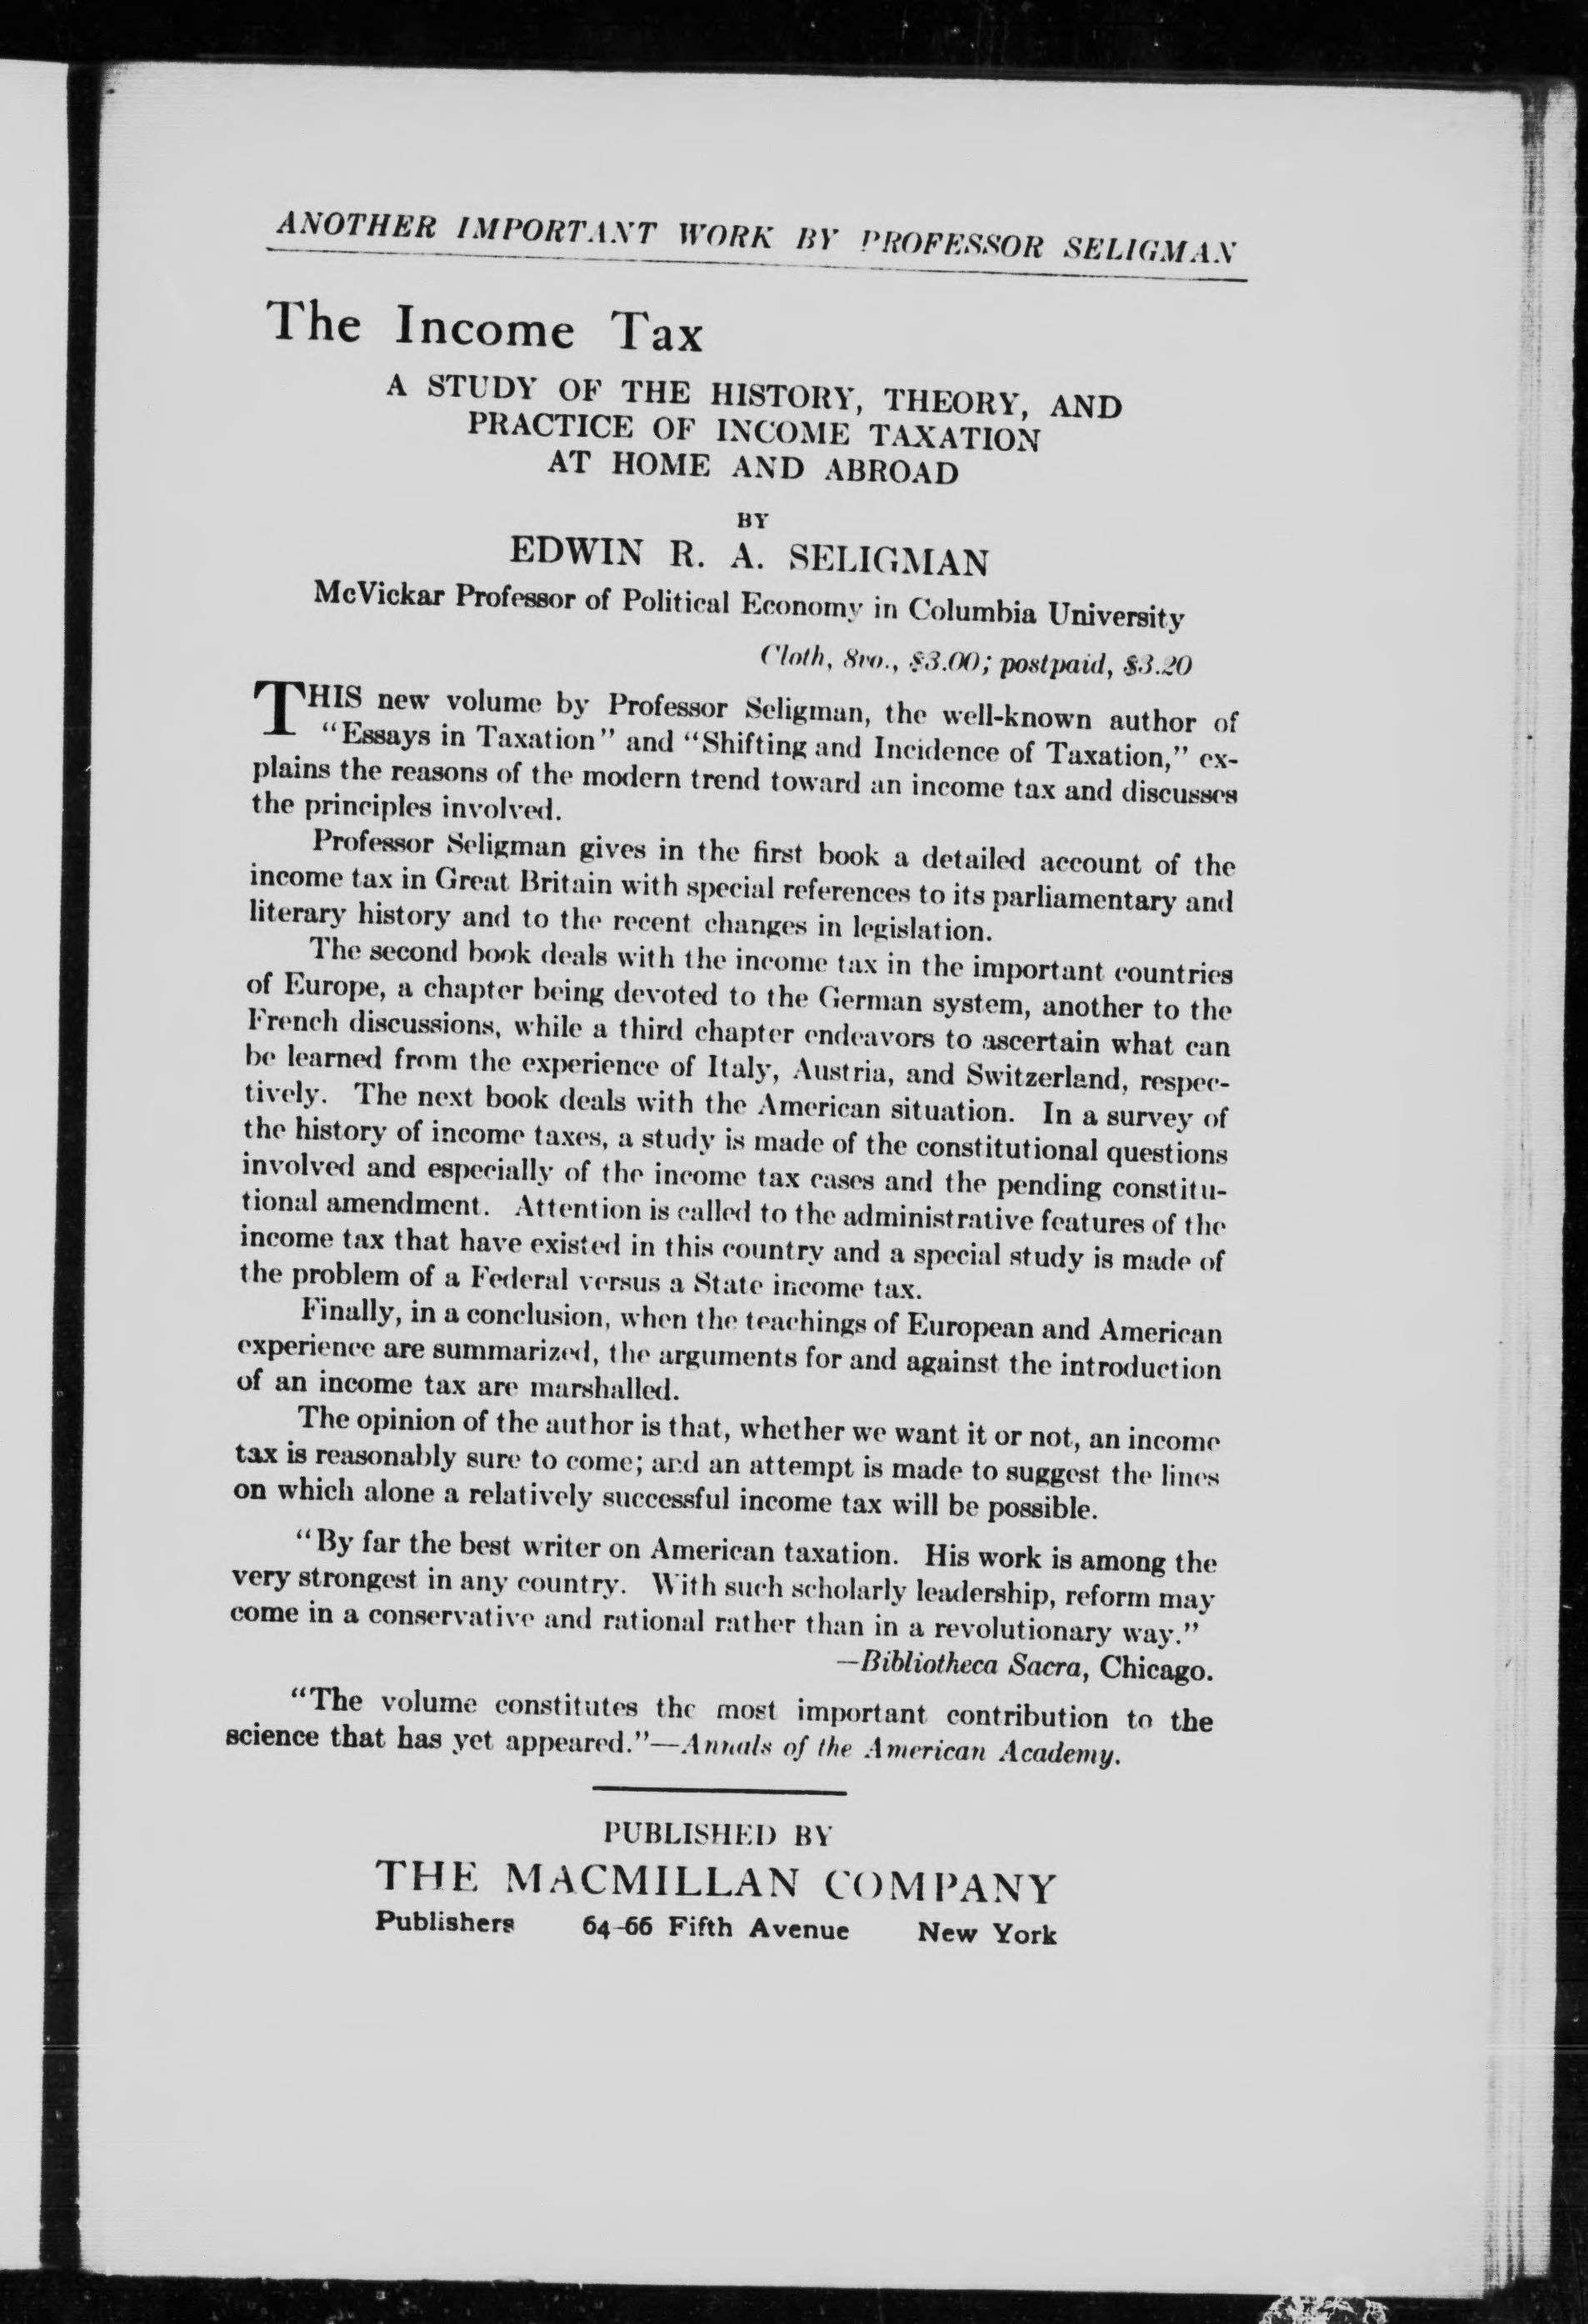 ANOTHER IMPORTANT WORK BY PROFESSOR SELIGMAN
The Income Tax
A STUDY OF THE HISTORY, THEORY, AND
PRACTICE OF INCOME TAXATION
AT HOME AND ABROAD
BY
EDWIN R. A. SELIGMAN
McVickar Professor of Political Economy in Columbia University
Cloth, 8vo., $3.00; postpaid, $3.20
THIS new volume by Professor Seligman, the well-known author of
"Essays in Taxation" and "Shifting and Incidence of Taxation," ex-
plains the reasons of the modern trend toward an income tax and discusses
the principles involved.
Professor Seligman gives in the first book a detailed account of the
income tax in Great Britain with special references to its parliamentary and
literary history and to the recent changes in legislation.
The second book deals with the income tax in the important countries
of Europe, a chapter being devoted to the German system, another to the
French discussions, while a third chapter endeavors to ascertain what can
be learned from the experience of Italy, Austria, and Switzerland, respec-
tively. The next book deals with the American situation. In a survey of
the history of income taxes, a study is made of the constitutional questions
involved and especially of the income tax cases and the pending constitu-
tional amendment. Attention is called to the administrative features of the
income tax that have existed in this country and a special study is made of
the problem of a Federal versus a State income tax.
Finally, in a conclusion, when the teachings of European and American
experience are summarized, the arguments for and against the introduction
of an income tax are marshalled.
The opinion of the author is that, whether we want it or not, an income
tax is reasonably sure to come; and an attempt is made to suggest the lines
on which alone a relatively successful income tax will be possible.
"By far the best writer on American taxation. His work is among the
very strongest in any country. With such scholarly leadership, reform may
come in a conservative and rational rather than in a revolutionary way."
—Bibliotheca Sacra, Chicago.
"The volume constitutes the most important contribution to the
science that has yet appeared."—Annals of the American Academy.
PUBLISHED BY
THE MACMILLAN COMPANY
Publishers 64-66 Fifth Avenue New York